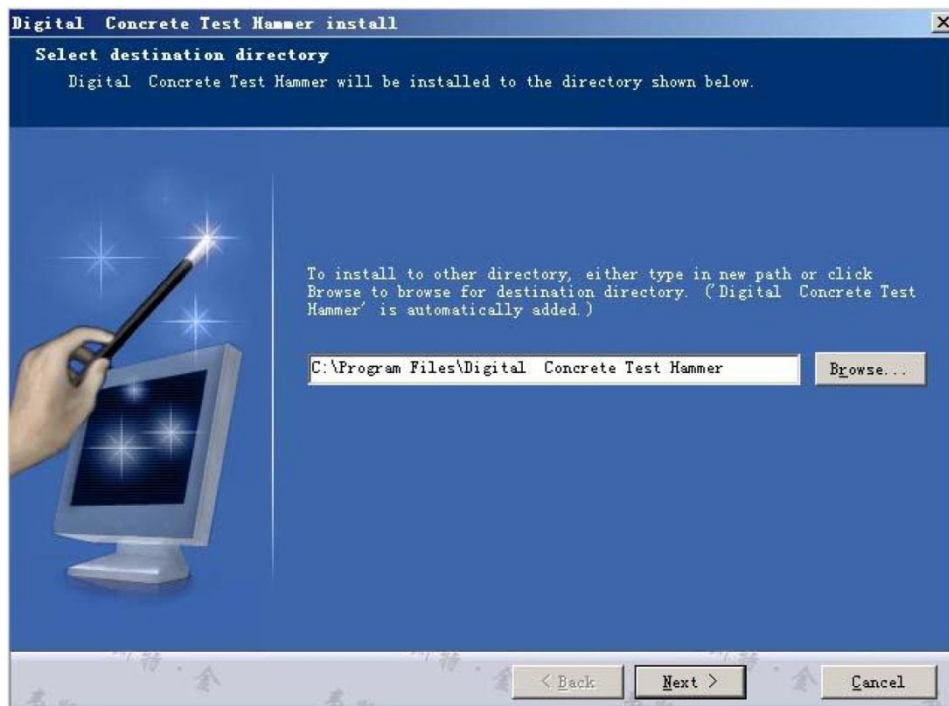 Digital  Concrete Test Hammer install
Select destination directory
Digital  Concrete Test Hammer will be installed to the directory shown below.
To install to other directory, either type in new path or click
Browse to browse for destination directory. ('Digital  Concrete Test
Hammer' is automatically added.)
C:\Program Files\Digital  Concrete Test Hammer
Browse...
< Back
Next >
Cancel